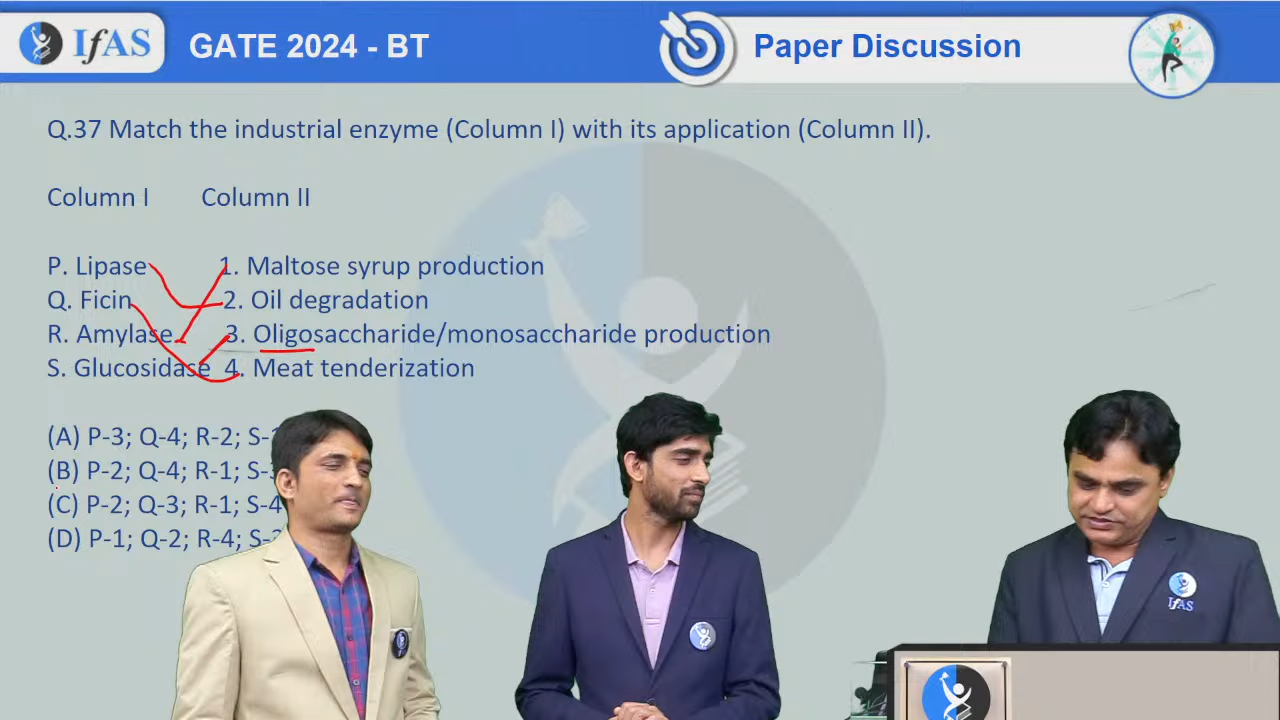 IfAS GATE 2024 - BT Paper Discussion
Q.37 Match the industrial enzyme (Column I) with its application (Column II).
Column I Column II
P. Lipase 1. Maltose syrup production
Q. Ficin 2. Oil degradation
R. Amylase 3. Oligosaccharide/monosaccharide production
S. Glucosidase 4. Meat tenderization
(A) P-3; Q-4; R-2; S-1
(B) P-2; Q-4; R-1; S-3
(C) P-2; Q-3; R-1; S-4
(D) P-1; Q-2; R-4; S-
IfAS